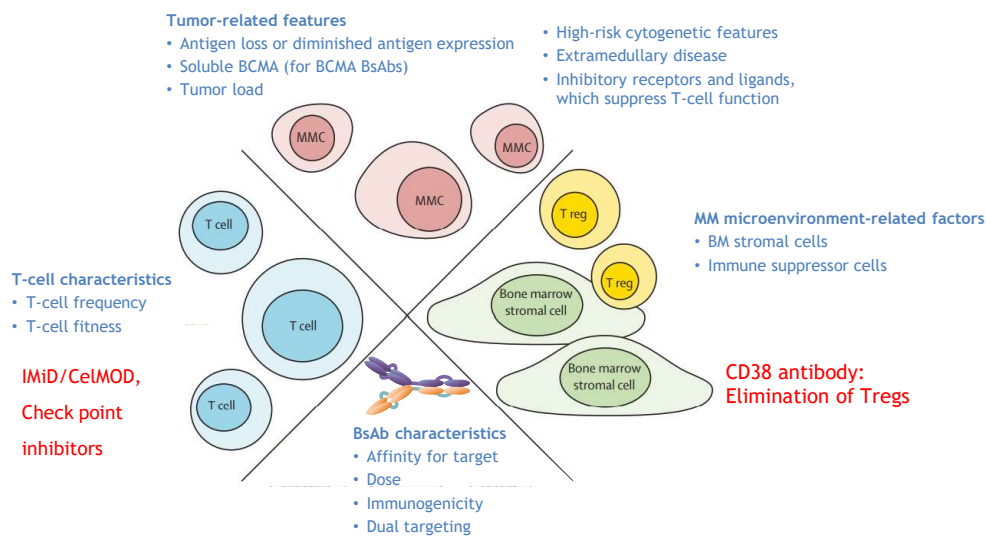 Tumor-related features
• Antigen loss or diminished antigen expression
• Soluble BCMA (for BCMA BsAbs)
• Tumor load
• High-risk cytogenetic features
• Extramedullary disease
• Inhibitory receptors and ligands,
which suppress T-cell function
MMC
MMC
MMC
T cell
T reg
MM microenvironment-related factors
• BM stromal cells
• Immune suppressor cells
T reg
T-cell characteristics
• T-cell frequency
• T-cell fitness
T cell
Bone marrow
stromal cell
IMiD/CelMOD,
Check point
inhibitors
T cell
Bone marrow
stromal cell
CD38 antibody:
Elimination of Tregs
BsAb characteristics
• Affinity for target
• Dose
• Immunogenicity
• Dual targeting